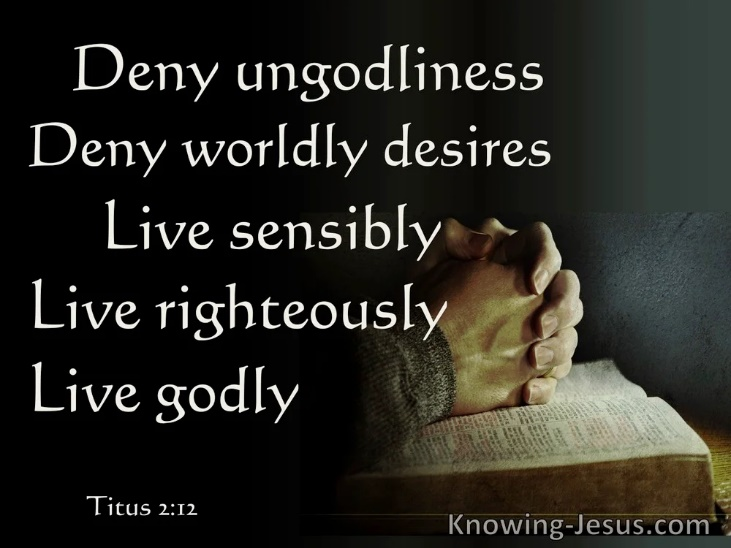 Deny ungodliness
Deny worldly desires
Live sensibly
Live righteously
Live godly
Titus 2:12
Knowing-Jesus.com